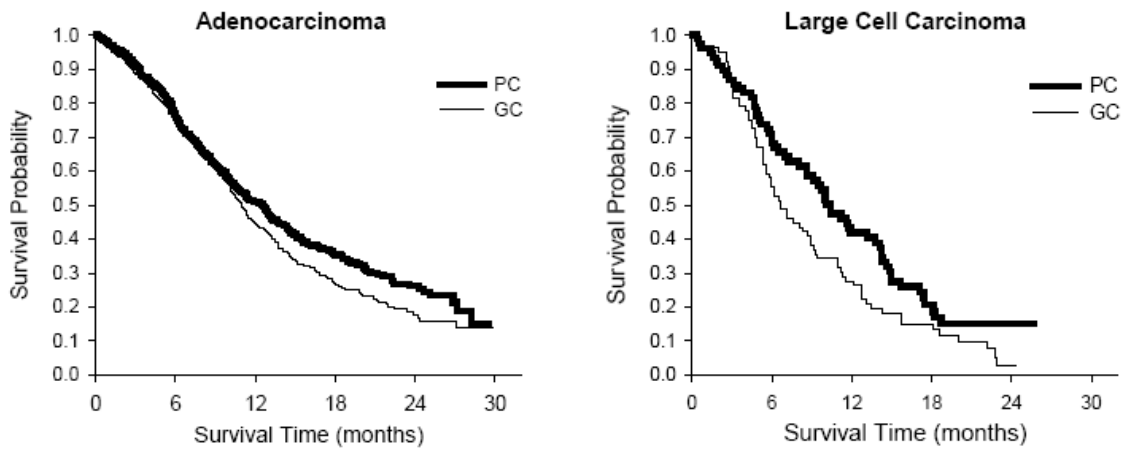 Adenocarcinoma
1.0
0.9
0.8
0.7
0.6
0.5
0.4
0.3
0.2
0.1
0.0
Survival Probability
PC
GC
0 6 12 18 24 30
Survival Time (months)
Large Cell Carcinoma
1.0
0.9
0.8
0.7
0.6
0.5
0.4
0.3
0.2
0.1
0.0
Survival Probability
PC
GC
0 6 12 18 24 30
Survival Time (months)